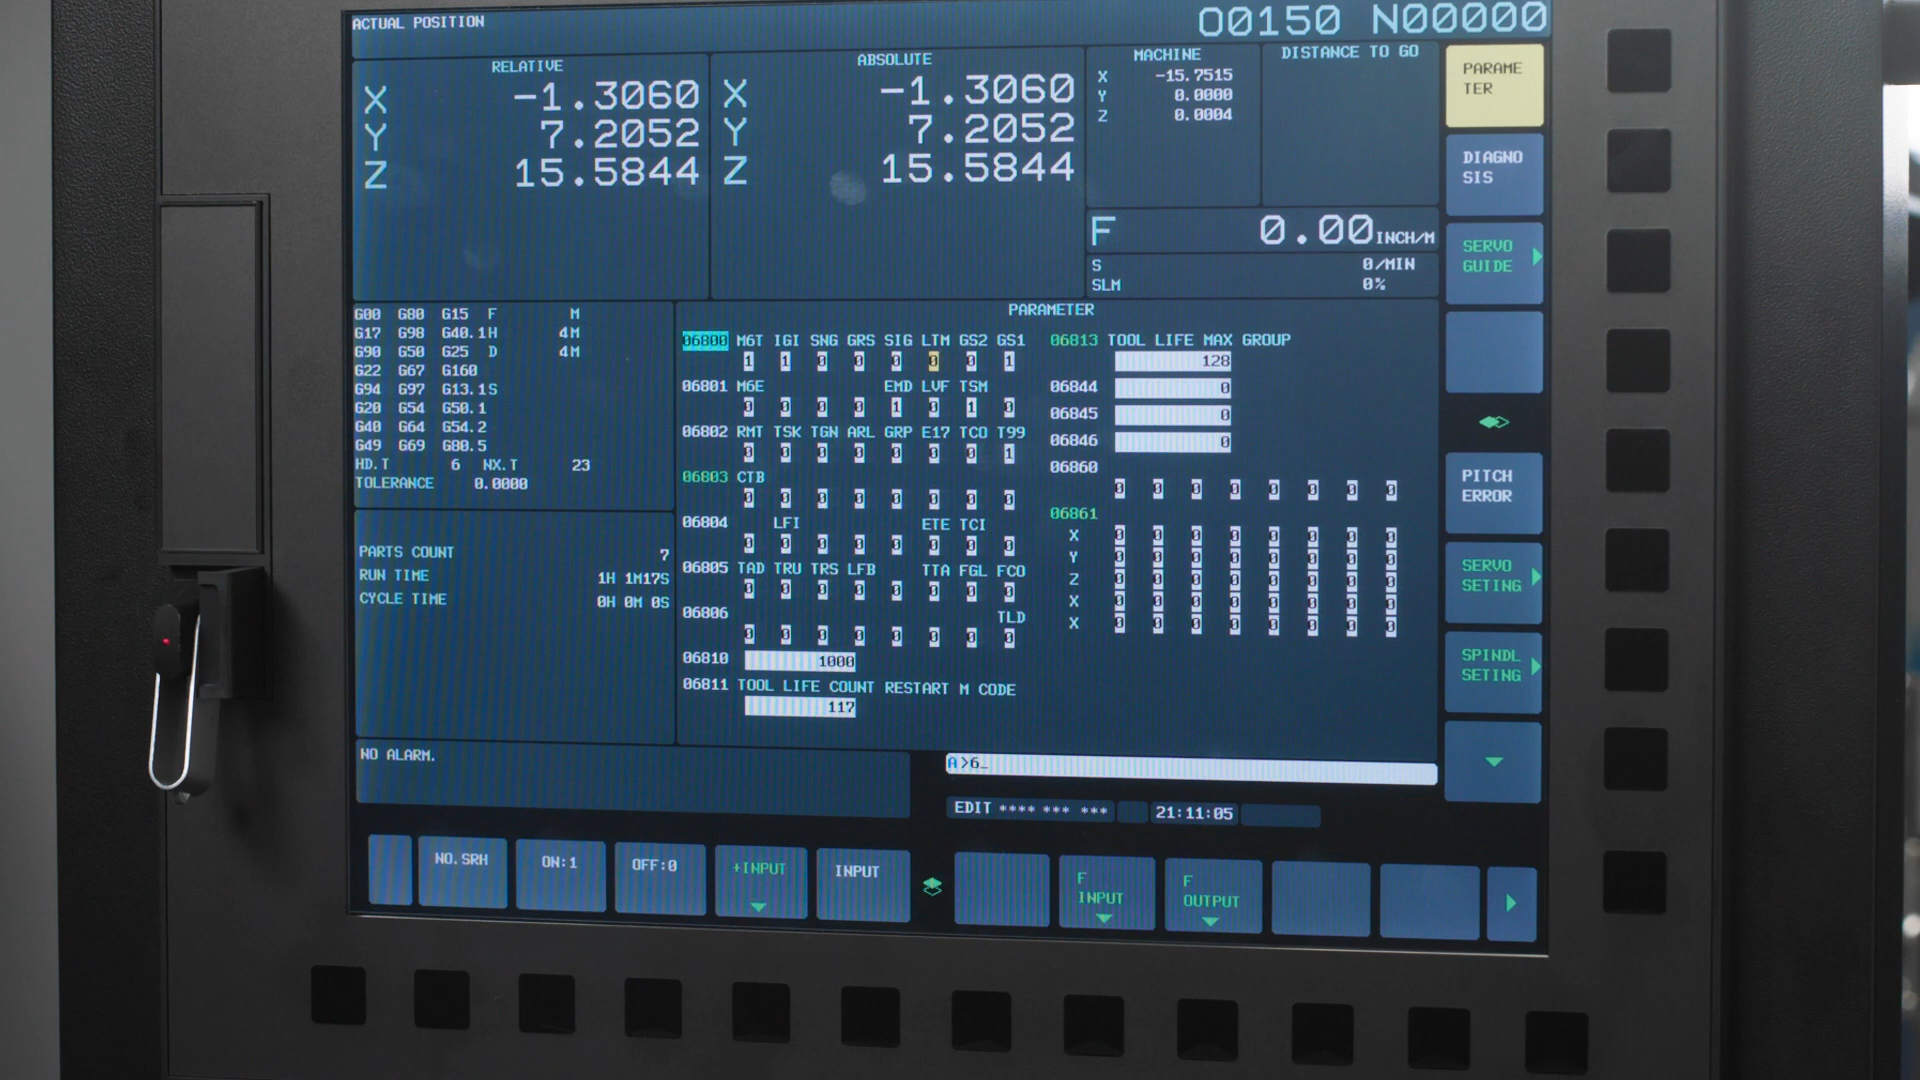 ACTUAL POSITION
O0150 N00000
RELATIVE
X -1.3060
Y 7.2052
Z 15.5844
ABSOLUTE
X -1.3060
Y 7.2052
Z 15.5844
MACHINE
X -15.7515
Y 0.0000
Z 0.0004
DISTANCE TO GO
F 0.00 INCH/M
S 0/MIN
SLM 0%
G00 G80 G15 F M
G17 G98 G40.1 H 4 M
G90 G50 G25 D 4 M
G22 G67 G160
G94 G97 G13.1 S
G20 G54 G50.1
G40 G64 G54.2
G49 G69 G80.5
HD.T 6 NX.T 23
TOLERANCE 0.0000
PARTS COUNT 7
RUN TIME 1H 1M17S
CYCLE TIME 0H 0M 0S
PARAMETER
06800 M6T IGI SNG GRS SIG LTM GS2 GS1
1 1 0 0 0 0 0 1
06801 M6E EMD LVF TSM
0 0 0 0 1 0 1 0
06802 RMT TSK TGN ARL GRP E17 TCO T99
0 0 0 0 0 0 0 1
06803 CTB
0 0 0 0 0 0 0 0
06804 LFI ETE TCI
0 0 0 0 0 0 0 0
06805 TAD TRU TRS LFB TTA FGL FCO
0 0 0 0 0 0 0 0
06806 TLD
0 0 0 0 0 0 0 0
06810
1000
06811 TOOL LIFE COUNT RESTART M CODE
117
06813 TOOL LIFE MAX GROUP
128
06844 0
06845 0
06846 0
06860
0 0 0 0 0 0 0 0
06861
X 0 0 0 0 0 0 0 0
Y 0 0 0 0 0 0 0 0
Z 0 0 0 0 0 0 0 0
X 0 0 0 0 0 0 0 0
X 0 0 0 0 0 0 0 0
NO ALARM.
A>6_
EDIT **** *** ***
21:11:05
PARAME
TER
DIAGNO
SIS
SERVO
GUIDE
PITCH
ERROR
SERVO
SETING
SPINDL
SETING
NO.SRH
ON:1
OFF:0
+INPUT
INPUT
F
INPUT
F
OUTPUT